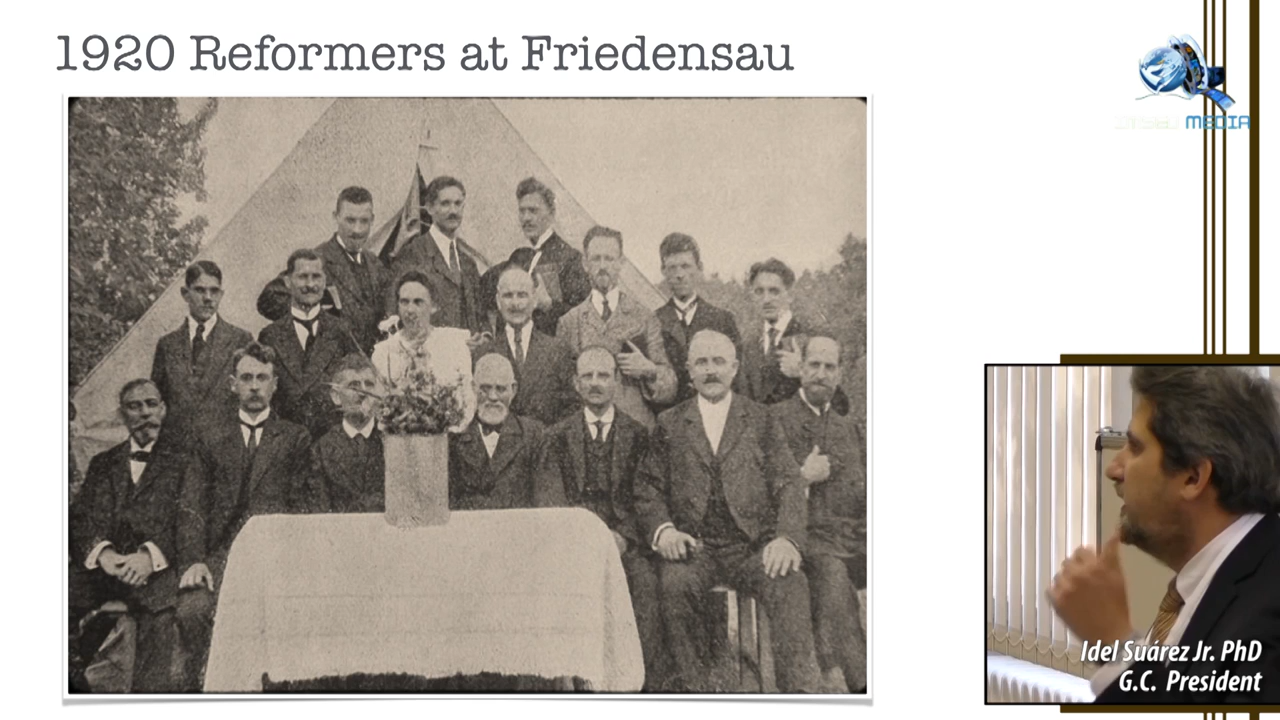 1920 Reformers at Friedensau
MEDIA
Idel Suárez Jr. PhD
G.C. President